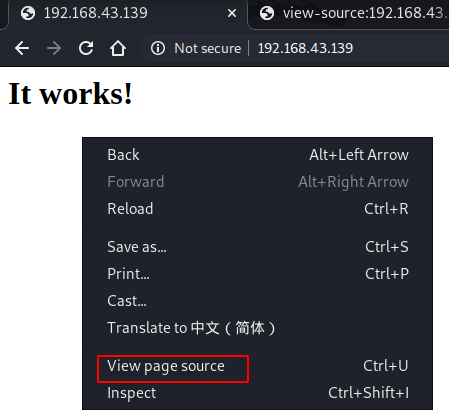 192.168.43.139 × view-source:192.168.43.
Not secure 192.168.43.139
It works!
Back Alt+Left Arrow
Forward Alt+Right Arrow
Reload Ctrl+R
Save as... Ctrl+S
Print... Ctrl+P
Cast...
Translate to 中文（简体）
View page source Ctrl+U
Inspect Ctrl+Shift+I